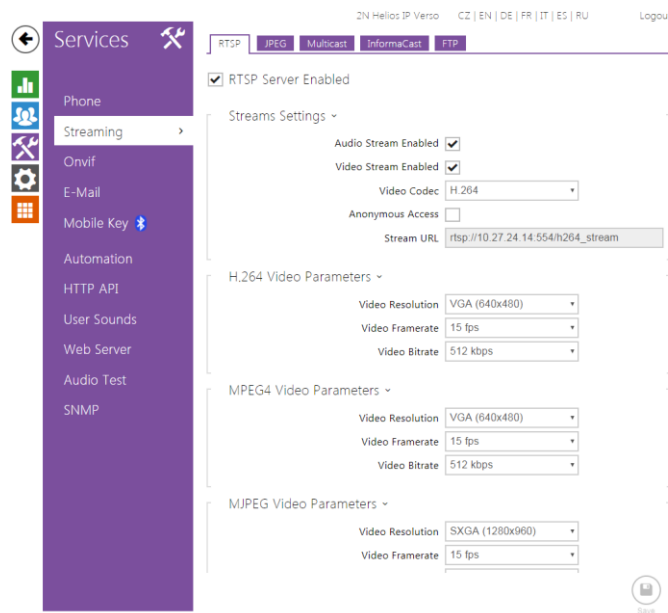 2N Helios IP Verso CZ | EN | DE | FR | IT | ES | RU Logou
Services
RTSP JPEG Multicast InformaCast FTP
RTSP Server Enabled
Phone
Streaming
Onvif
E-Mail
Mobile Key
Automation
HTTP API
User Sounds
Web Server
Audio Test
SNMP
Streams Settings
Audio Stream Enabled
Video Stream Enabled
Video Codec H.264
Anonymous Access
Stream URL rtsp://10.27.24.14:554/h264_stream
H.264 Video Parameters
Video Resolution VGA (640x480)
Video Framerate 15 fps
Video Bitrate 512 kbps
MPEG4 Video Parameters
Video Resolution VGA (640x480)
Video Framerate 15 fps
Video Bitrate 512 kbps
MJPEG Video Parameters
Video Resolution SXGA (1280x960)
Video Framerate 15 fps
Save